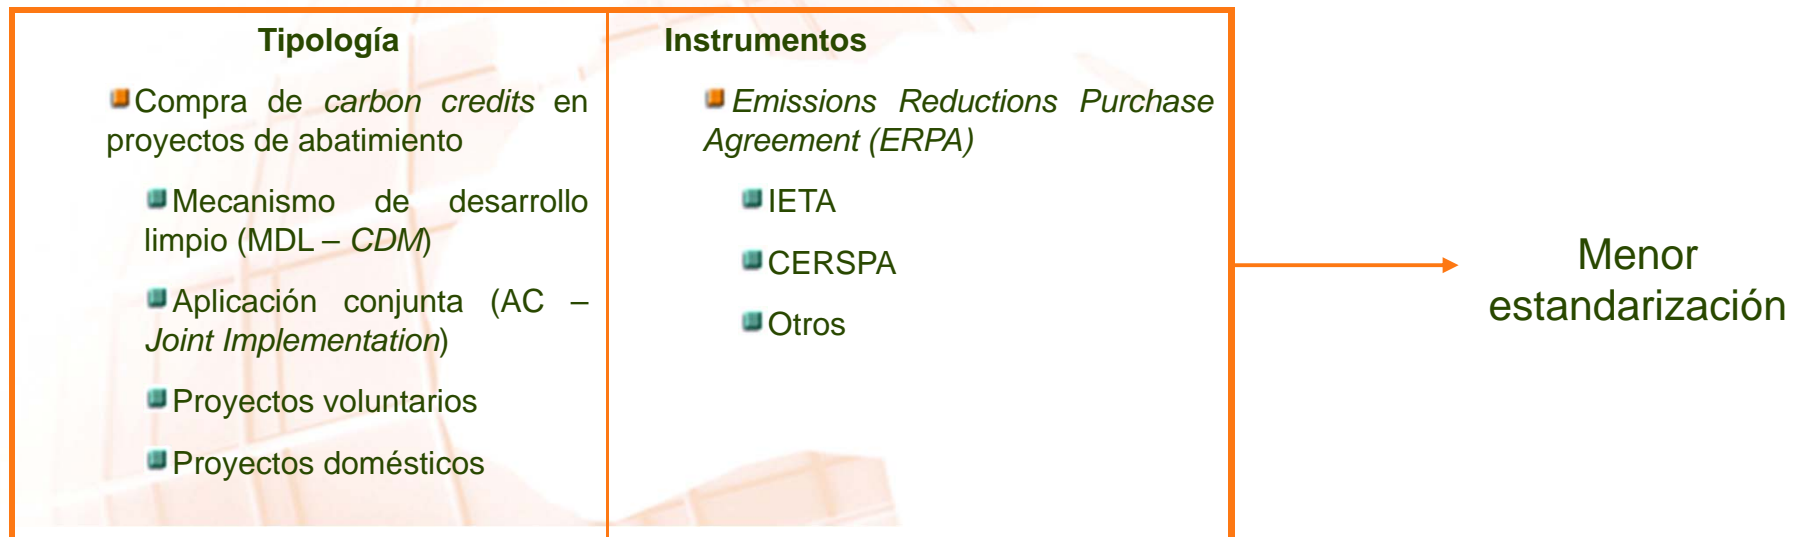 Tipología
Compra de carbon credits en
proyectos de abatimiento
Mecanismo de desarrollo
limpio (MDL – CDM)
Aplicación conjunta (AC –
Joint Implementation)
Proyectos voluntarios
Proyectos domésticos
Instrumentos
Emissions Reductions Purchase
Agreement (ERPA)
IETA
CERSPA
Otros
Menor
estandarización